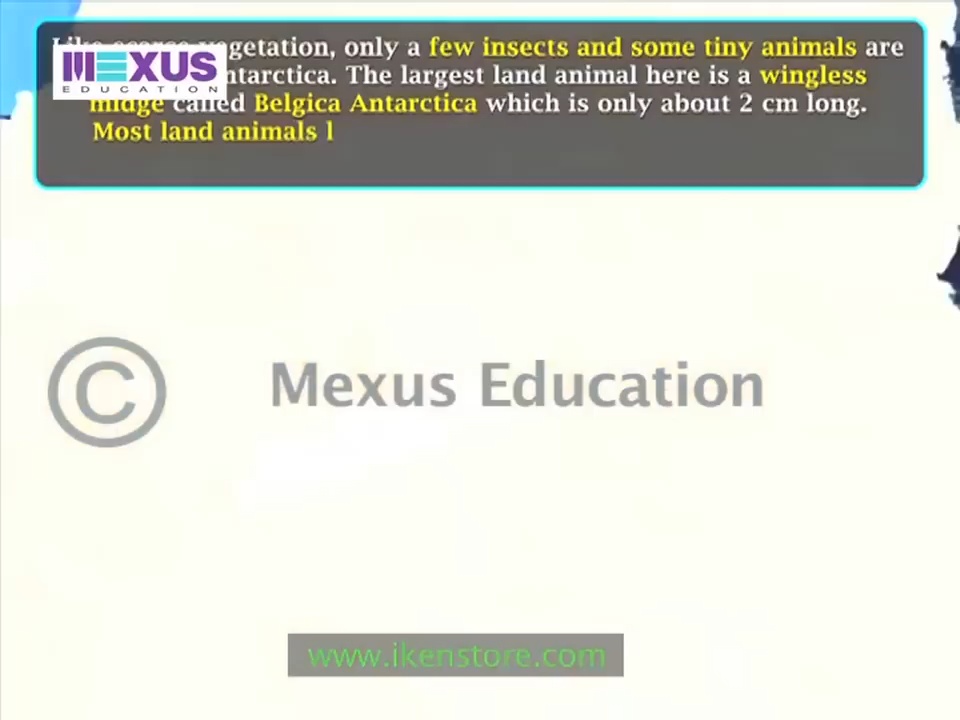 Like scarce vegetation, only a few insects and some tiny animals are
MEXUS
EDUCATION
ntarctica. The largest land animal here is a wingless
midge called Belgica Antarctica which is only about 2 cm long.
Most land animals l
© Mexus Education
www.ikenstore.com